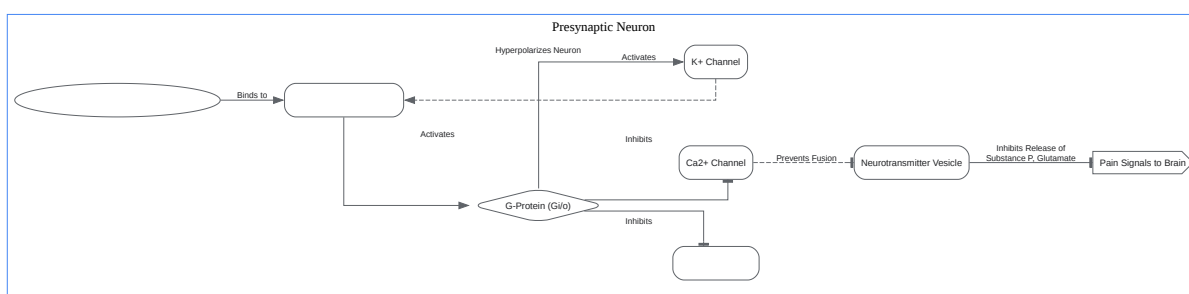 Presynaptic Neuron
Hyperpolarizes Neuron
Activates
K+ Channel
Binds to
Activates
Inhibits
Ca2+ Channel
Prevents Fusion
Neurotransmitter Vesicle
Inhibits Release of
Substance P, Glutamate
Pain Signals to Brain
G-Protein (Gi/o)
Inhibits